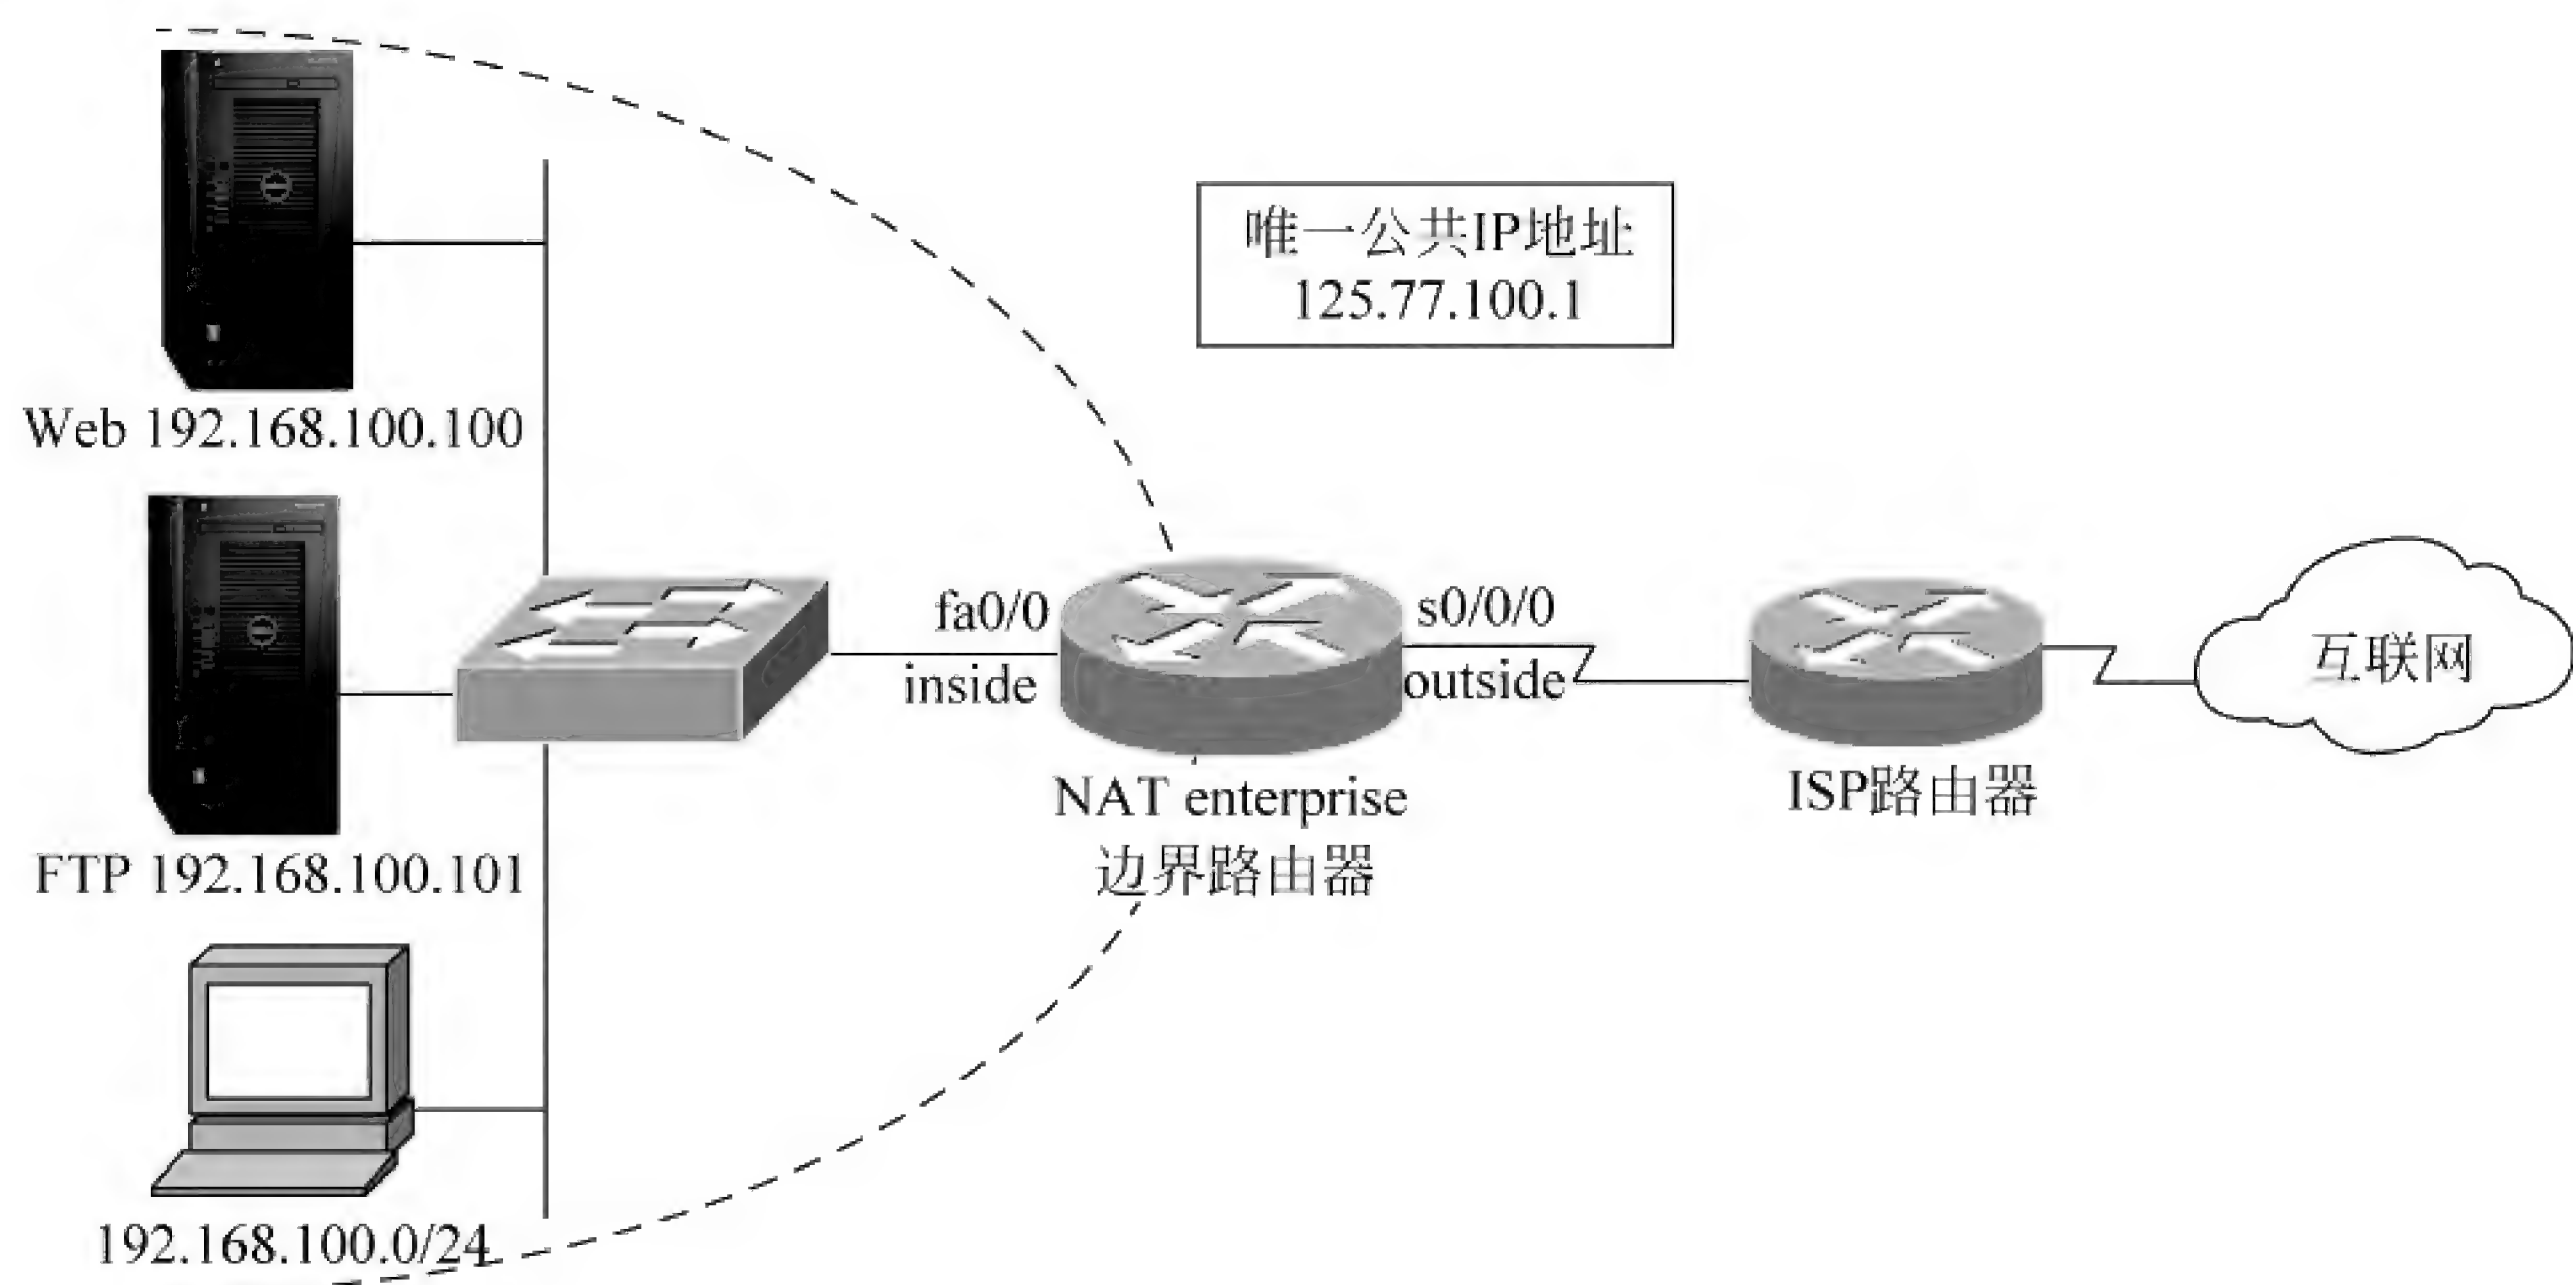 唯一公共IP地址
125.77.100.1
Web 192.168.100.100
fa0/0
s0/0/0
inside
outside
互联网
NAT enterprise
边界路由器
ISP路由器
FTP 192.168.100.101
192.168.100.0/24